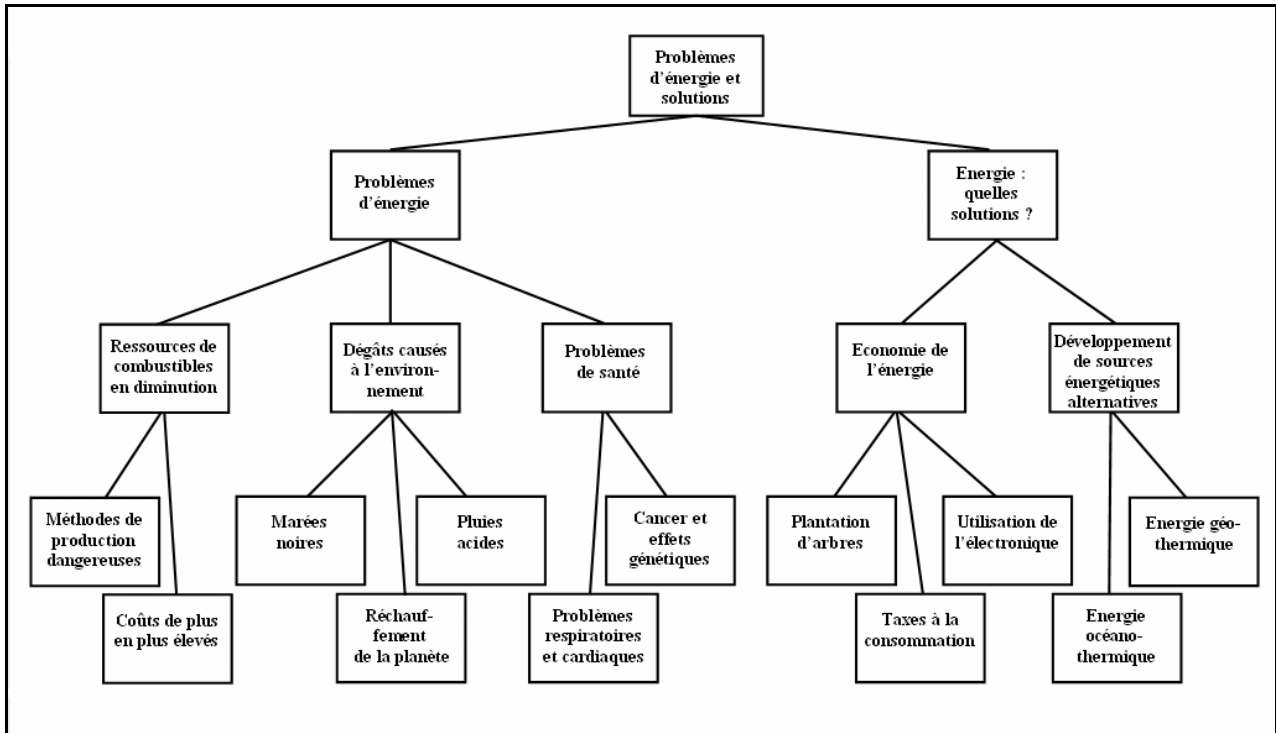 Problèmes
d'énergie et
solutions
Problèmes
d'énergie
Energie :
quelles
solutions ?
Ressources de
combustibles
en diminution
Dégâts causés
à l'environ-
nement
Problèmes
de santé
Economie de
l'énergie
Développement
de sources
énergétiques
alternatives
Méthodes de
production
dangereuses
Coûts de plus
en plus élevés
Marées
noires
Réchauf-
fement
de la planète
Pluies
acides
Problèmes
respiratoires
et cardiaques
Cancer et
effets
génétiques
Plantation
d'arbres
Taxes à la
consommation
Utilisation de
l'électronique
Energie
océano-
thermique
Energie géo-
thermique